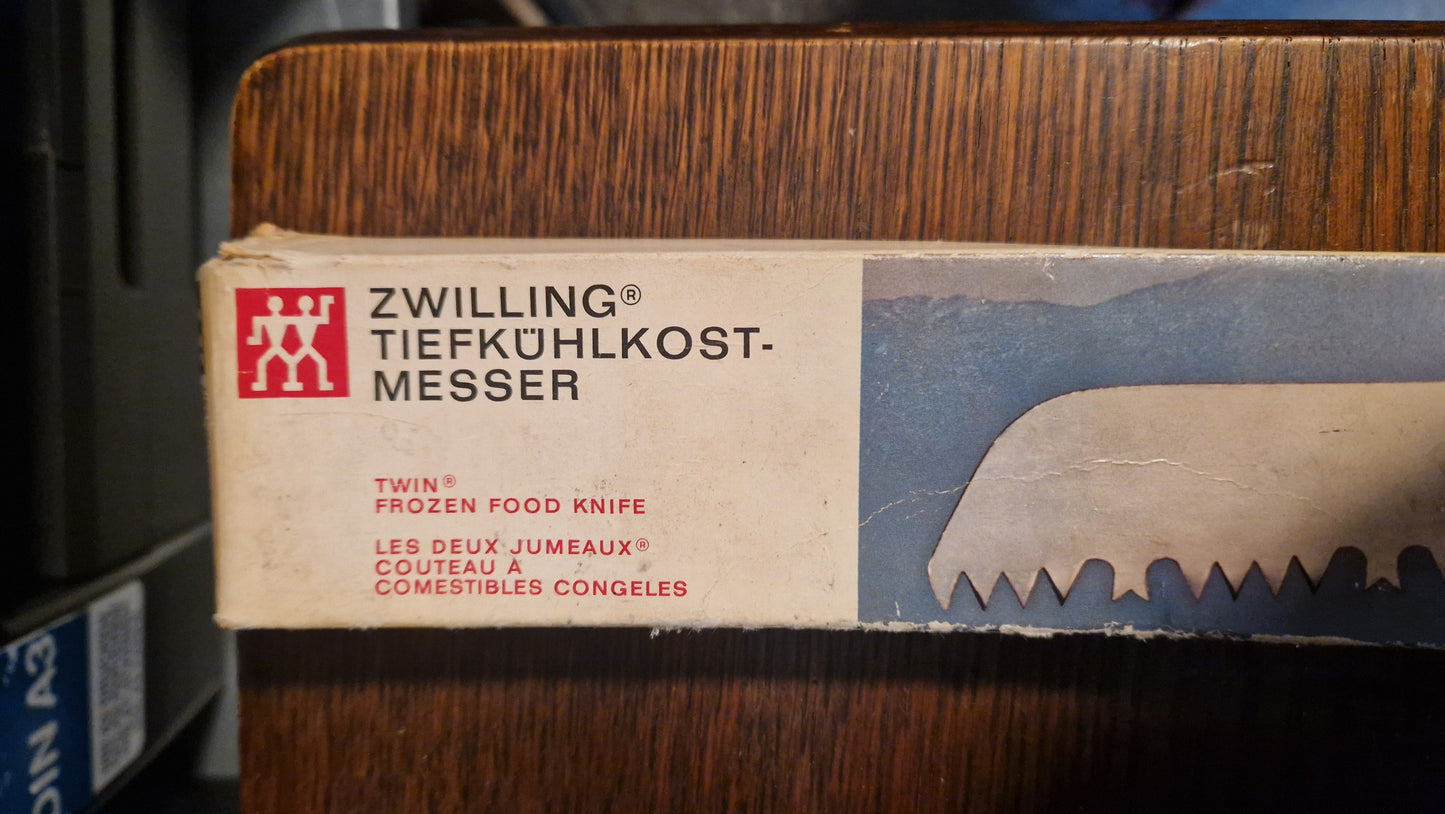 ZWILLING®
TIEFKÜHLKOST-
MESSER
TWIN®
FROZEN FOOD KNIFE
LES DEUX JUMEAUX®
COUTEAU À
COMESTIBLES CONGELES
DIN A3